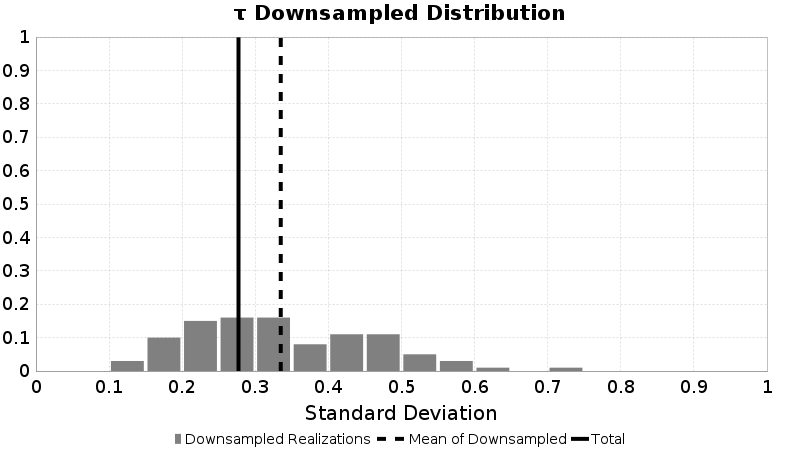 τ Downsampled Distribution
1
0.9
0.8
0.7
0.6
0.5
0.4
0.3
0.2
0.1
0
0 0.1 0.2 0.3 0.4 0.5 0.6 0.7 0.8 0.9 1
Standard Deviation
Downsampled Realizations Mean of Downsampled Total